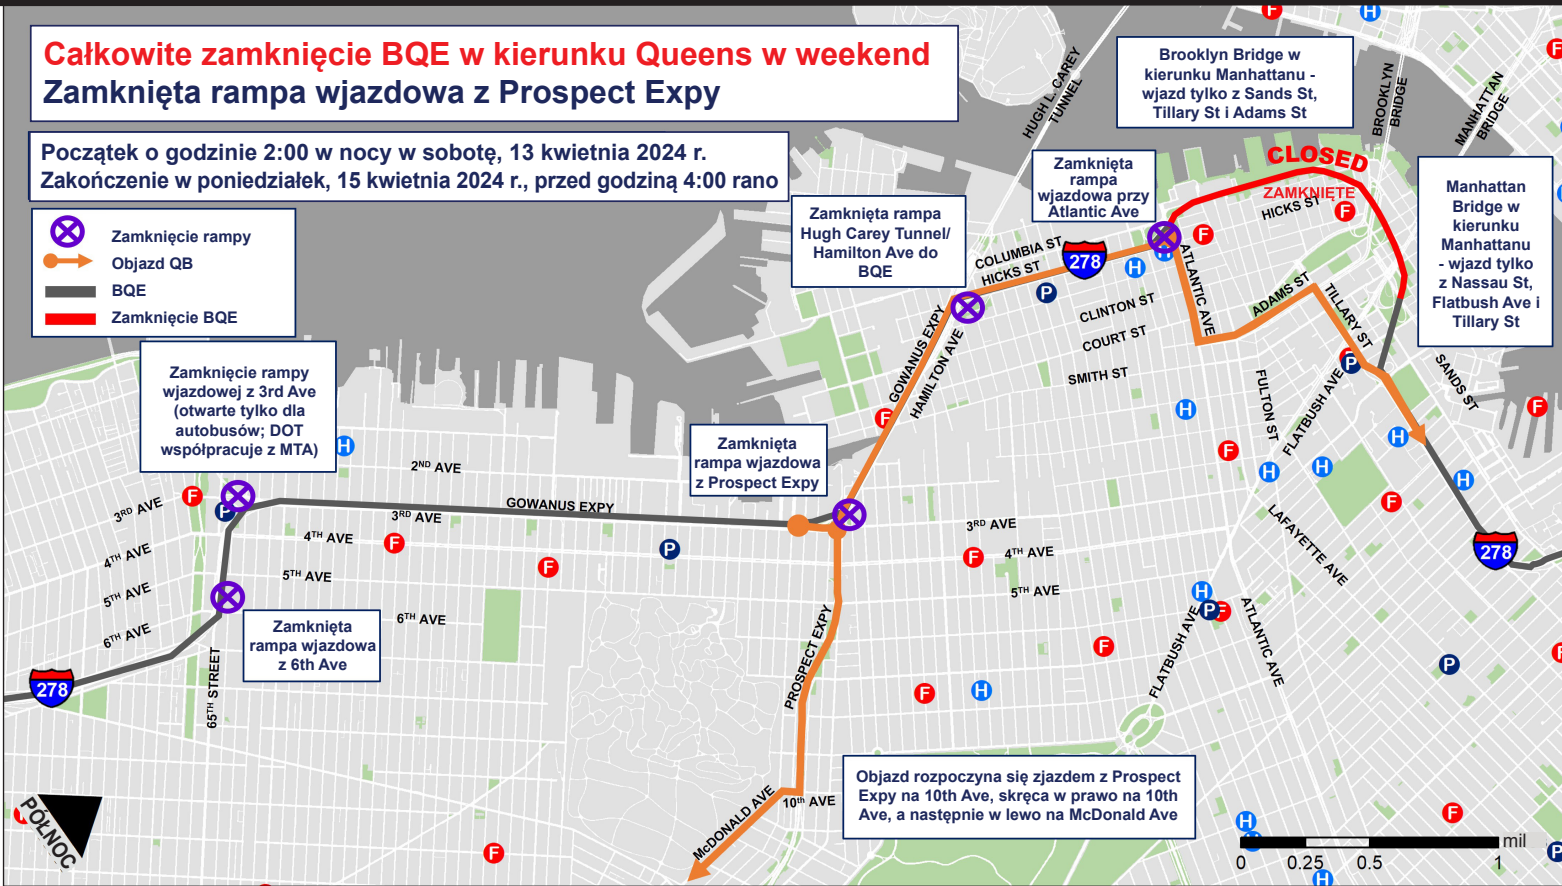 Całkowite zamknięcie BQE w kierunku Queens w weekend
Zamknięta rampa wjazdowa z Prospect Expy
Początek o godzinie 2:00 w nocy w sobotę, 13 kwietnia 2024 r.
Zakończenie w poniedziałek, 15 kwietnia 2024 r., przed godziną 4:00 rano
Zamknięcie rampy
Objazd QB
BQE
Zamknięcie BQE
Brooklyn Bridge w
kierunku Manhattanu -
wjazd tylko z Sands St,
Tillary St i Adams St
Manhattan
Bridge w
kierunku
Manhattanu
- wjazd tylko
z Nassau St,
Flatbush Ave i
Tillary St
Zamknięta
rampa
wjazdowa przy
Atlantic Ave
Zamknięta rampa
Hugh Carey Tunnel/
Hamilton Ave do
BQE
Zamknięcie rampy
wjazdowej z 3rd Ave
(otwarte tylko dla
autobusów; DOT
współpracuje z MTA)
Zamknięta
rampa wjazdowa
z Prospect Expy
Zamknięta
rampa wjazdowa
z 6th Ave
Objazd rozpoczyna się zjazdem z Prospect
Expy na 10th Ave, skręca w prawo na 10th
Ave, a następnie w lewo na McDonald Ave
HUGH L. CAREY
TUNNEL
BROOKLYN
BRIDGE
MANHATTAN
BRIDGE
CLOSED
ZAMKNIĘTE
HICKS ST
COLUMBIA ST
HICKS ST
278
CLINTON ST
COURT ST
SMITH ST
ATLANTIC AVE
ADAMS ST
TILLARY ST
SANDS ST
FULTON ST
FLATBUSH AVE
LAFAYETTE AVE
278
GOWANUS EXPY
HAMILTON AVE
2ND AVE
GOWANUS EXPY
3RD AVE
3RD AVE
4TH AVE
4TH AVE
5TH AVE
5TH AVE
6TH AVE
6TH AVE
278
65TH STREET
3RD AVE
4TH AVE
5TH AVE
PROSPECT EXPY
FLATBUSH AVE
ATLANTIC AVE
McDONALD AVE
10th AVE
PÓŁNOC
mil
0 0.25 0.5 1